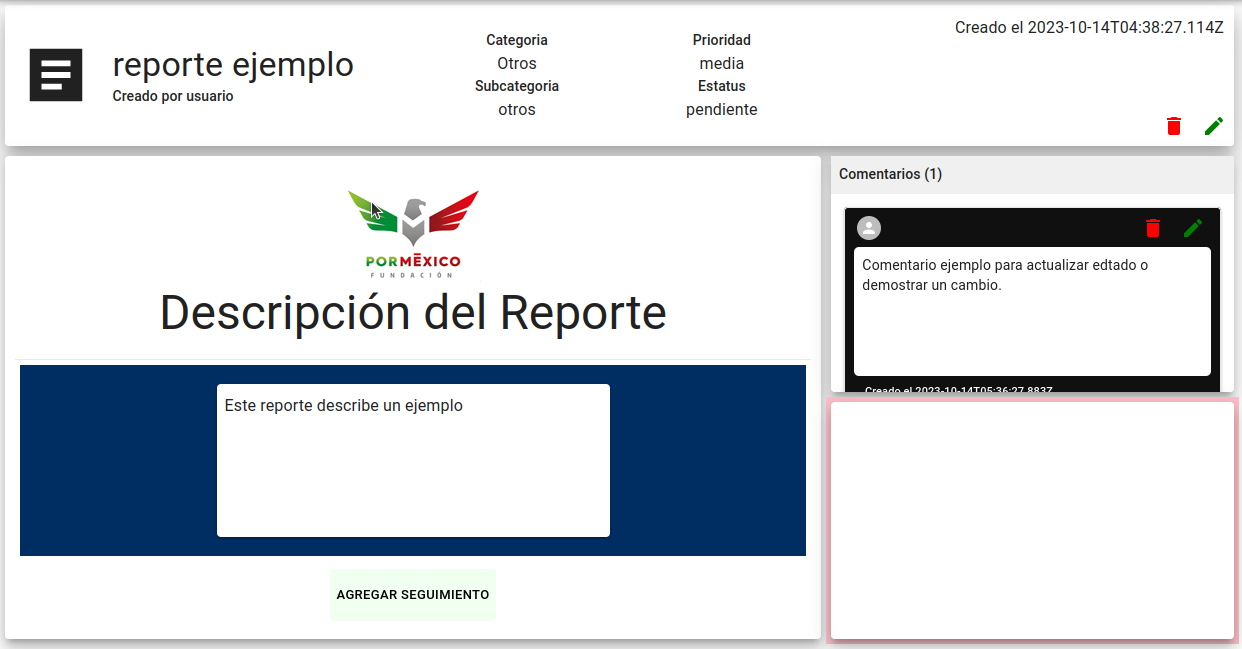 reporte ejemplo
Creado por usuario
Categoria
Otros
Subcategoria
otros
Prioridad
media
Estatus
pendiente
Creado el 2023-10-14T04:38:27.114Z
PORMĒXICO
FUNDACIÓN
Descripción del Reporte
Este reporte describe un ejemplo
AGREGAR SEGUIMIENTO
Comentarios (1)
Comentario ejemplo para actualizar edtado o
demostrar un cambio.
Creado el 2023-10-14T05:36:27.883Z